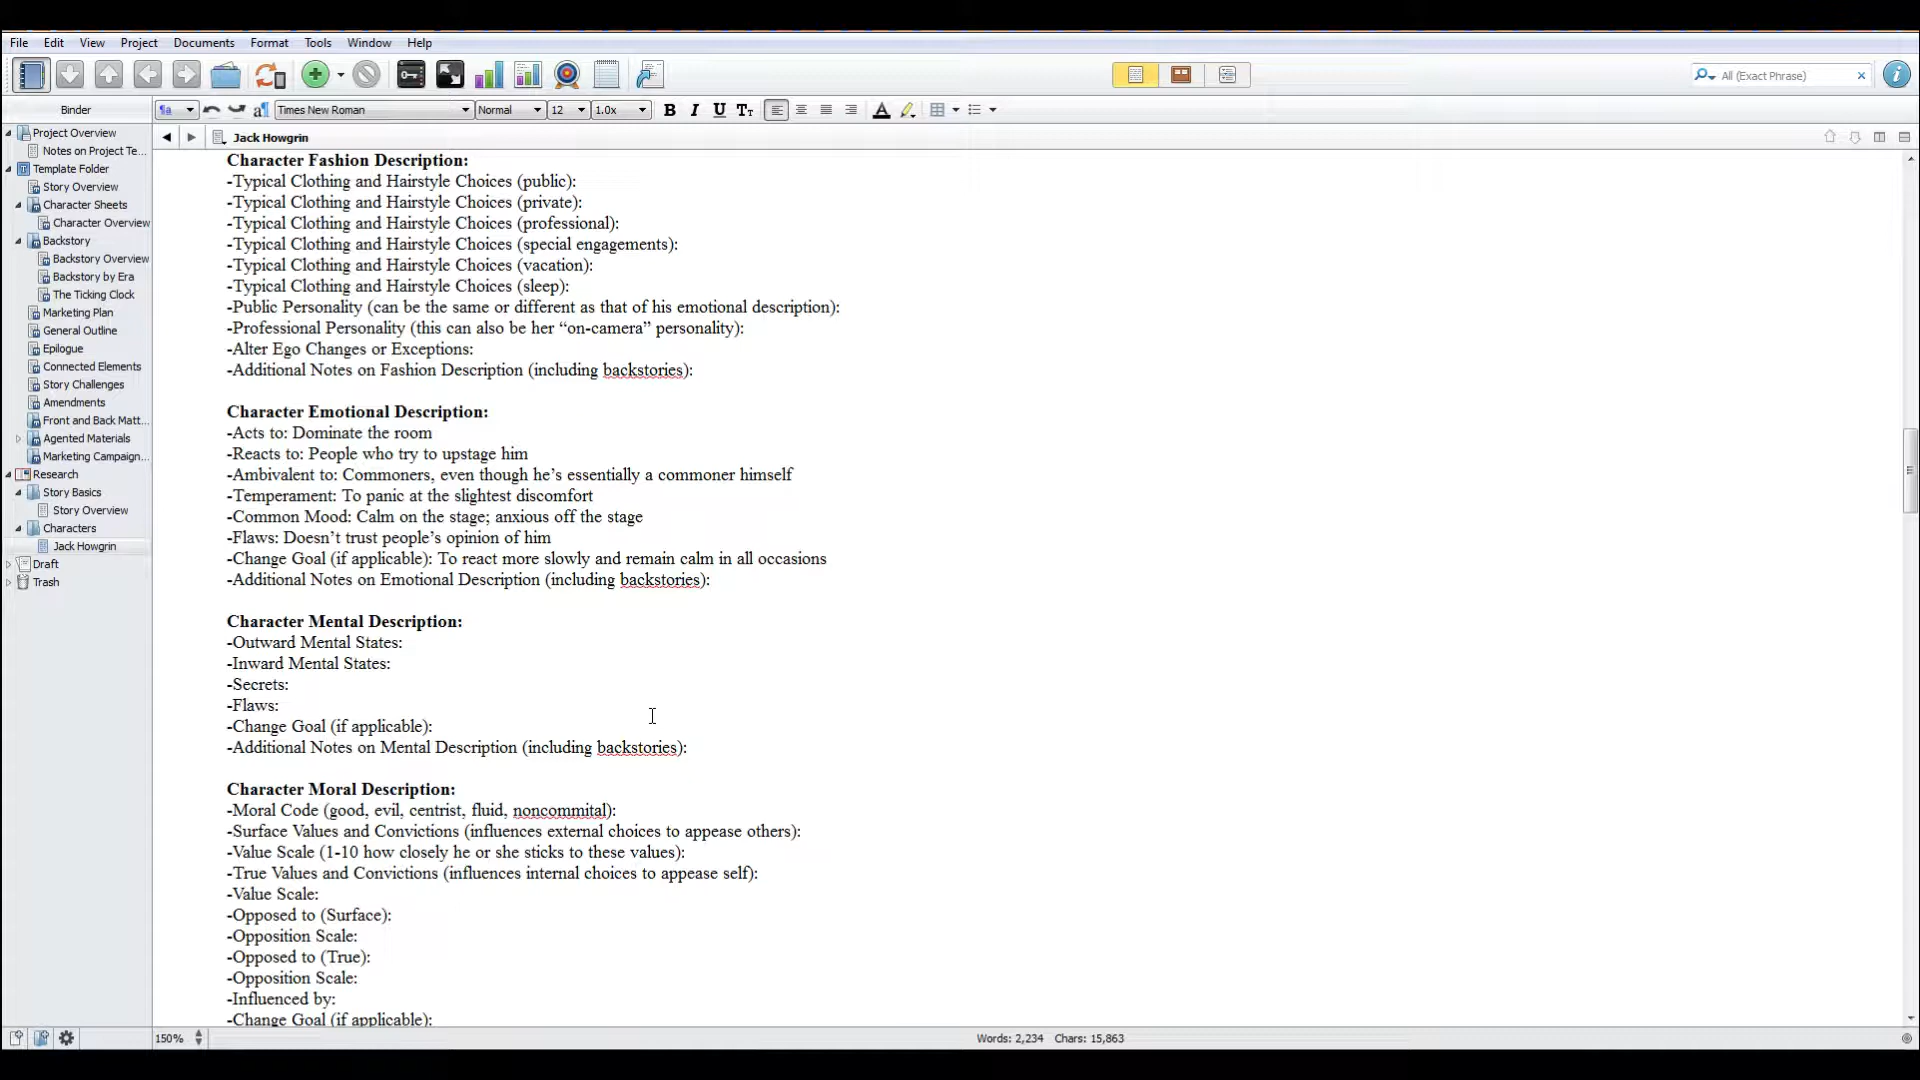 File Edit View Project Documents Format Tools Window Help
All (Exact Phrase)
Binder
Times New Roman Normal 12 1.0x B I U Tт
Jack Howgrin
Project Overview
Notes on Project Te...
Template Folder
Story Overview
Character Sheets
Character Overview
Backstory
Backstory Overview
Backstory by Era
The Ticking Clock
Marketing Plan
General Outline
Epilogue
Connected Elements
Story Challenges
Amendments
Front and Back Matt...
Agented Materials
Marketing Campaign...
Research
Story Basics
Story Overview
Characters
Jack Howgrin
Draft
Trash
Character Fashion Description:
-Typical Clothing and Hairstyle Choices (public):
-Typical Clothing and Hairstyle Choices (private):
-Typical Clothing and Hairstyle Choices (professional):
-Typical Clothing and Hairstyle Choices (special engagements):
-Typical Clothing and Hairstyle Choices (vacation):
-Typical Clothing and Hairstyle Choices (sleep):
-Public Personality (can be the same or different as that of his emotional description):
-Professional Personality (this can also be her “on-camera” personality):
-Alter Ego Changes or Exceptions:
-Additional Notes on Fashion Description (including backstories):
Character Emotional Description:
-Acts to: Dominate the room
-Reacts to: People who try to upstage him
-Ambivalent to: Commoners, even though he’s essentially a commoner himself
-Temperament: To panic at the slightest discomfort
-Common Mood: Calm on the stage; anxious off the stage
-Flaws: Doesn’t trust people’s opinion of him
-Change Goal (if applicable): To react more slowly and remain calm in all occasions
-Additional Notes on Emotional Description (including backstories):
Character Mental Description:
-Outward Mental States:
-Inward Mental States:
-Secrets:
-Flaws:
-Change Goal (if applicable):
-Additional Notes on Mental Description (including backstories):
Character Moral Description:
-Moral Code (good, evil, centrist, fluid, noncommital):
-Surface Values and Convictions (influences external choices to appease others):
-Value Scale (1-10 how closely he or she sticks to these values):
-True Values and Convictions (influences internal choices to appease self):
-Value Scale:
-Opposed to (Surface):
-Opposition Scale:
-Opposed to (True):
-Opposition Scale:
-Influenced by:
-Change Goal (if applicable):
150% Words: 2,234 Chars: 15,863